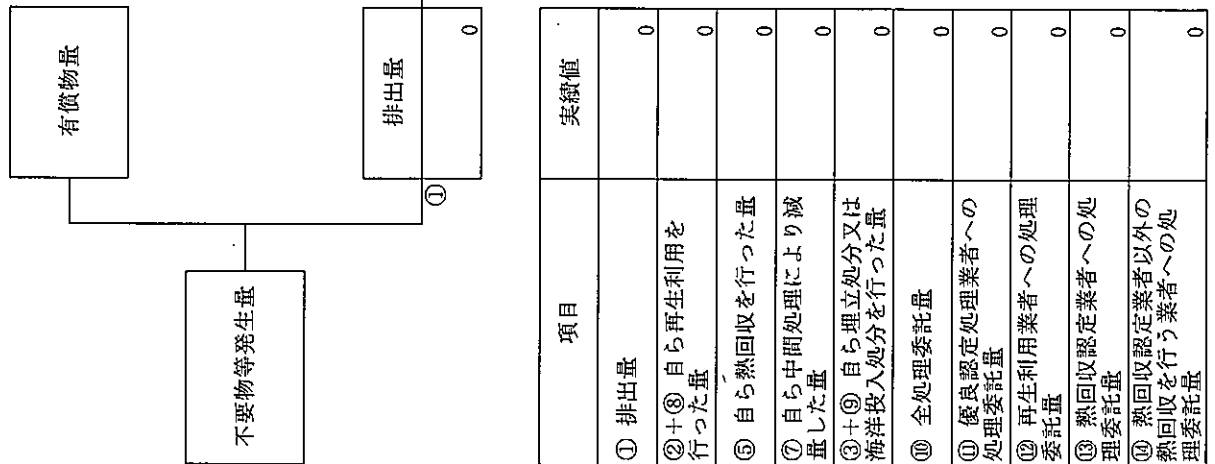 有償物量
不要物等発生量
①
排出量
0
項目
実績値
① 排出量
0
②+⑧ 自ら再生利用を
行った量
0
⑤ 自ら熱回収を行った量
0
⑦ 自ら中間処理により減
量した量
0
③+⑨ 自ら埋立処分又は
海洋投入処分を行った量
0
⑩ 全処理委託量
0
⑪ 優良認定処理業者への
処理委託量
0
⑫ 再生利用業者への処理
委託量
0
⑬ 熱回収認定業者への処
理委託量
0
⑭ 熱回収認定業者以外の
熱回収を行う業者への処
理委託量
0